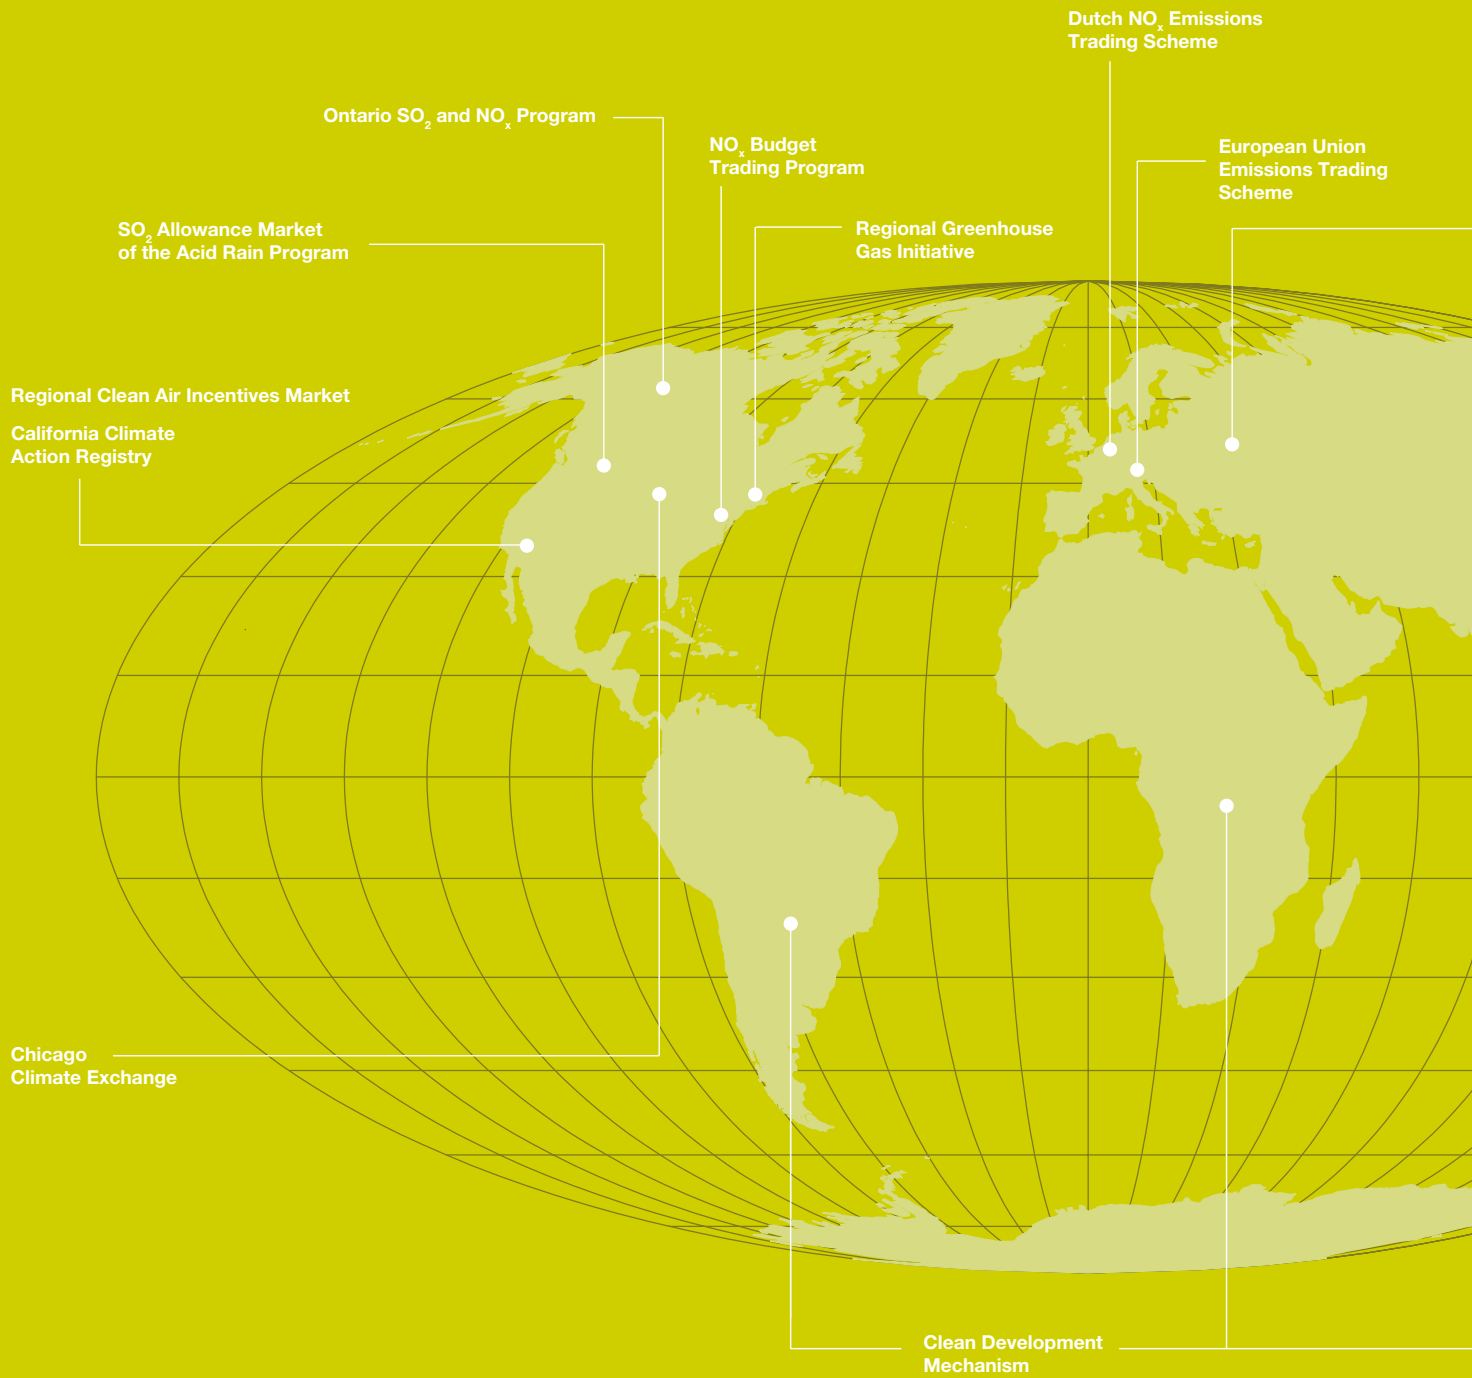 Dutch NOx Emissions
Trading Scheme
Ontario SO2 and NOx Program
NOx Budget
Trading Program
European Union
Emissions Trading
Scheme
SO2 Allowance Market
of the Acid Rain Program
Regional Greenhouse
Gas Initiative
Regional Clean Air Incentives Market
California Climate
Action Registry
Chicago
Climate Exchange
Clean Development
Mechanism